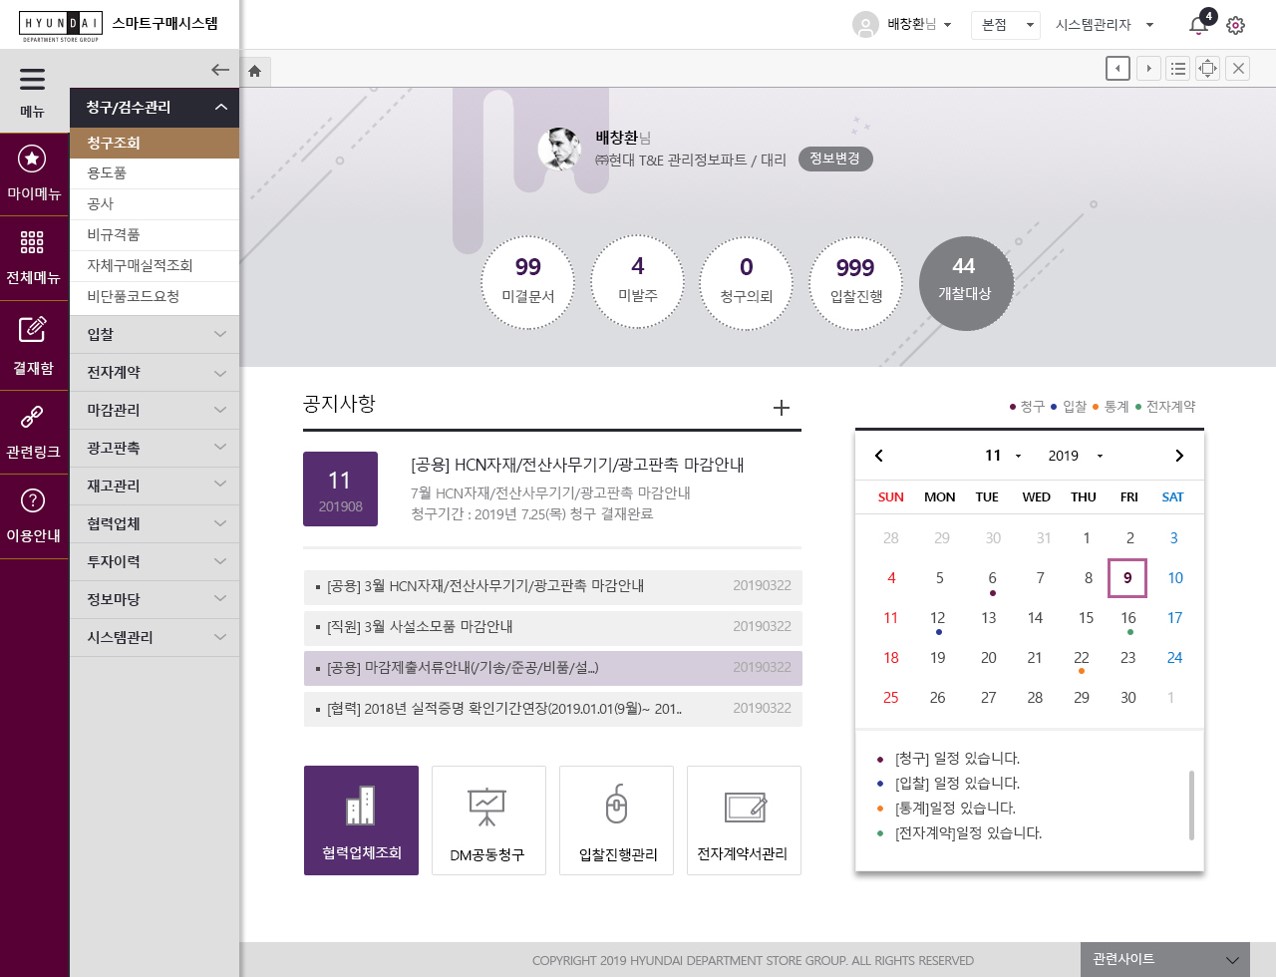 HYUNDAI
DEPARTMENT STORE GROUP
스마트구매시스템
배창환님
본점
시스템관리자
4
메뉴
마이메뉴
전체메뉴
결재함
관련링크
이용안내
청구/검수관리
청구조회
용도품
공사
비규격품
자체구매실적조회
비단품코드요청
입찰
전자계약
마감관리
광고판촉
재고관리
협력업체
투자이력
정보마당
시스템관리
배창환님
㈜현대 T&E 관리정보파트 / 대리
정보변경
99
미결문서
4
미발주
0
청구의뢰
999
입찰진행
44
개찰대상
공지사항
11
201908
[공용] HCN자재/전산사무기기/광고판촉 마감안내
7월 HCN자재/전산사무기기/광고판촉 마감안내
청구기간 : 2019년 7.25(목) 청구 결재완료
[공용] 3월 HCN자재/전산사무기기/광고판촉 마감안내 20190322
[직원] 3월 사설소모품 마감안내 20190322
[공용] 마감제출서류안내(/기송/준공/비품/설...) 20190322
[협력] 2018년 실적증명 확인기간연장(2019.01.01(9월)~ 201.. 20190322
협력업체조회
DM공동청구
입찰진행관리
전자계약서관리
청구 입찰 통계 전자계약
11 2019
SUN MON TUE WED THU FRI SAT
28 29 30 31 1 2 3
4 5 6 7 8 9 10
11 12 13 14 15 16 17
18 19 20 21 22 23 24
25 26 27 28 29 30 1
[청구] 일정 있습니다.
[입찰] 일정 있습니다.
[통계]일정 있습니다.
[전자계약]일정 있습니다.
COPYRIGHT 2019 HYUNDAI DEPARTMENT STORE GROUP. ALL RIGHTS RESERVED
관련사이트